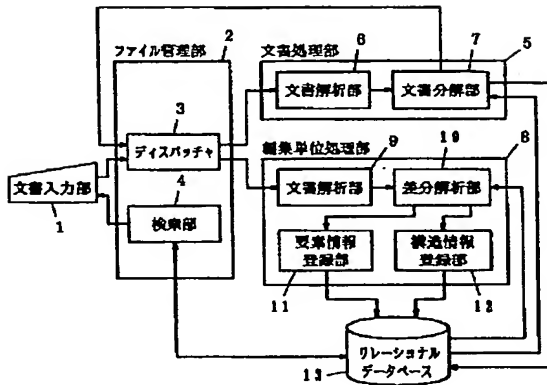 ファイル管理部
2
文書処理部
5
6
7
文書解析部
文書分解部
3
ディスパッチャ
編集単位処理部
8
9
10
文書入力部
1
4
検索部
文書解析部
差分解析部
要素情報
登録部
11
構造情報
登録部
12
13
リレーショナル
データベース